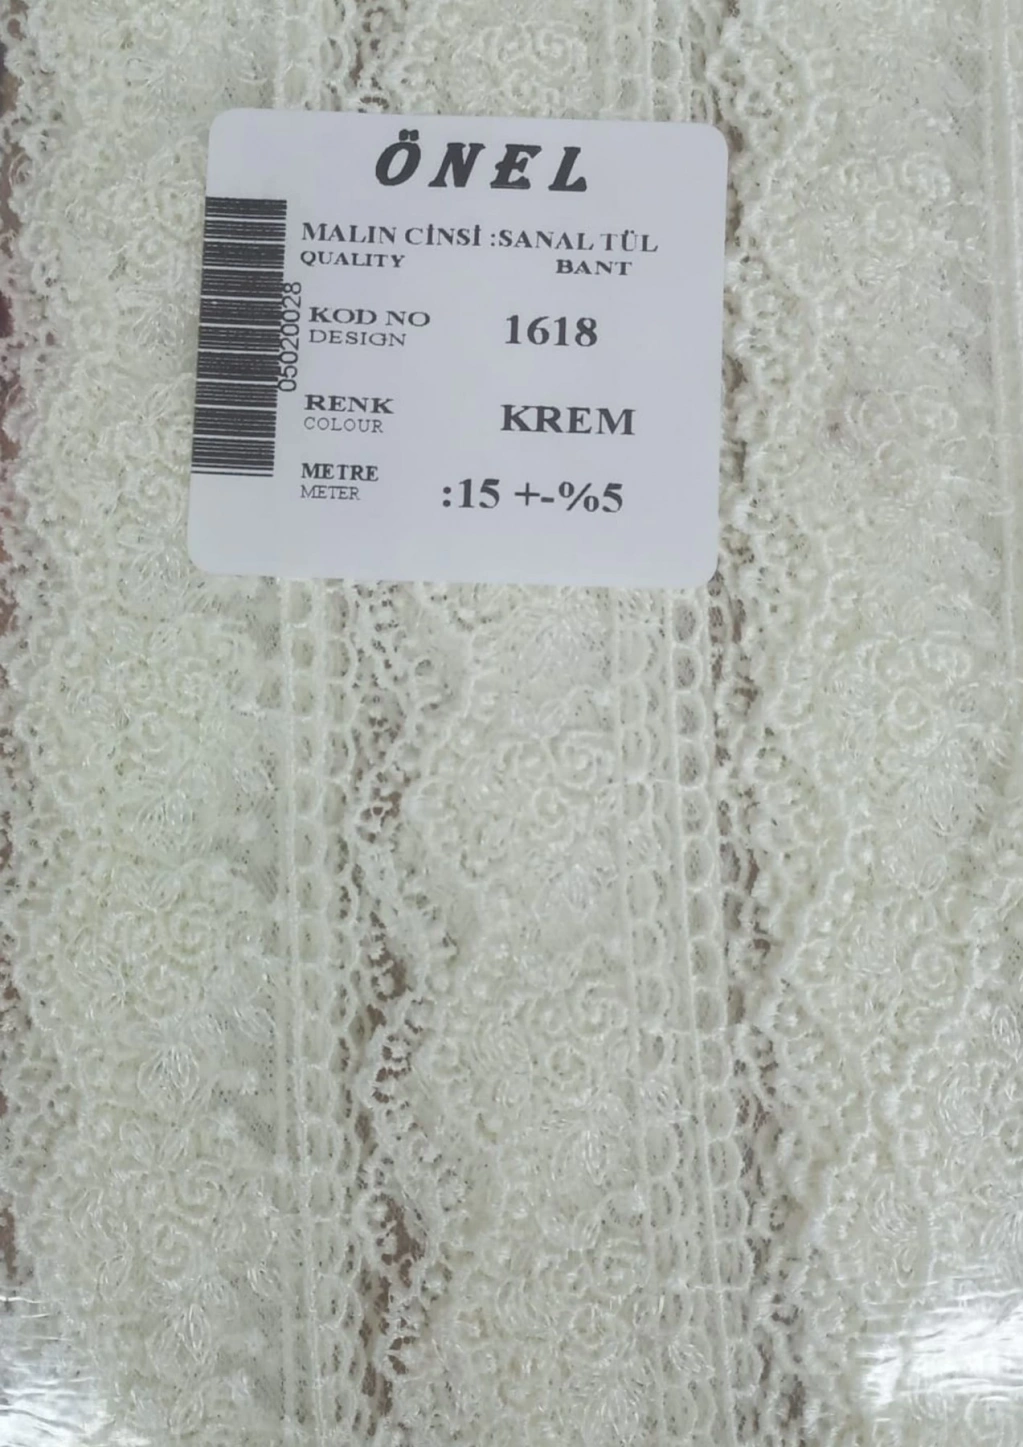 ÖNEL
MALIN CİNSİ :SANAL TÜL
QUALITY BANT
KOD NO 1618
DESIGN
RENK KREM
COLOUR
METRE :15 +-%5
METER
05020028